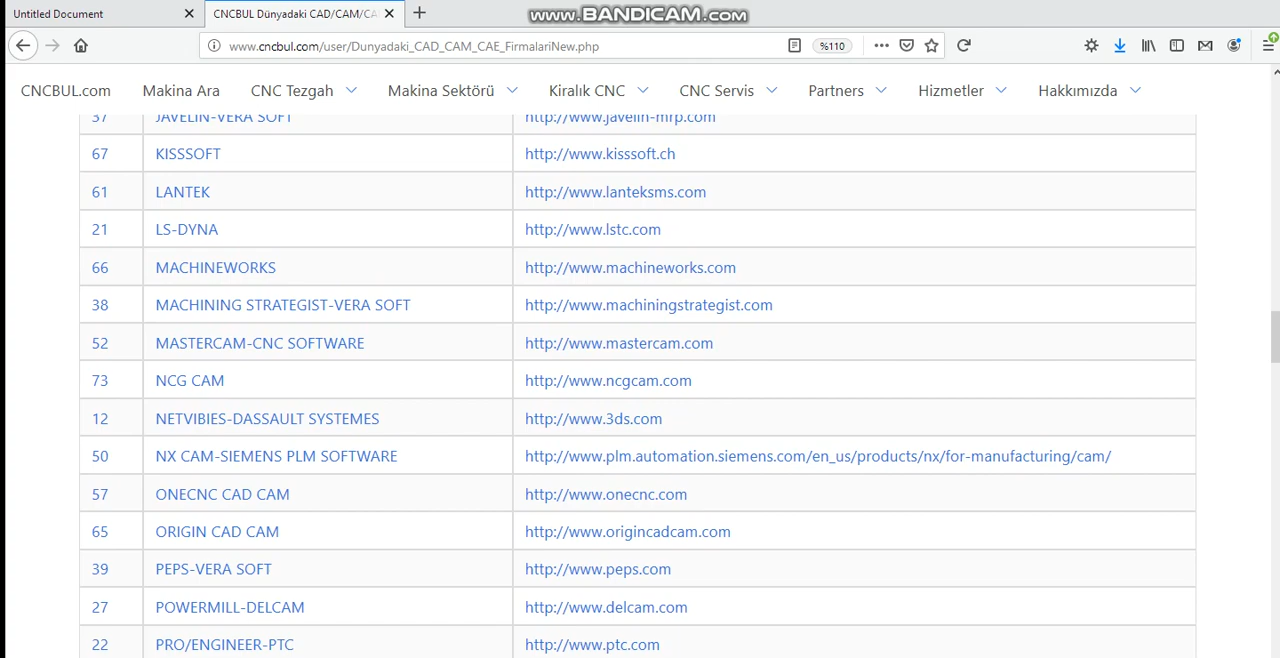 Untitled Document
CNCBUL Dünyadaki CAD/CAM/CA
www.BANDICAM.com
www.cncbul.com/user/Dunyadaki_CAD_CAM_CAE_FirmalariNew.php
%110
CNCBUL.com Makina Ara CNC Tezgah Makina Sektörü Kiralık CNC CNC Servis Partners Hizmetler Hakkımızda
37 JAVELIN-VERA SOFT http://www.javelin-mrp.com
67 KISSSOFT http://www.kisssoft.ch
61 LANTEK http://www.lanteksms.com
21 LS-DYNA http://www.lstc.com
66 MACHINEWORKS http://www.machineworks.com
38 MACHINING STRATEGIST-VERA SOFT http://www.machiningstrategist.com
52 MASTERCAM-CNC SOFTWARE http://www.mastercam.com
73 NCG CAM http://www.ncgcam.com
12 NETVIBIES-DASSAULT SYSTEMES http://www.3ds.com
50 NX CAM-SIEMENS PLM SOFTWARE http://www.plm.automation.siemens.com/en_us/products/nx/for-manufacturing/cam/
57 ONECNC CAD CAM http://www.onecnc.com
65 ORIGIN CAD CAM http://www.origincadcam.com
39 PEPS-VERA SOFT http://www.peps.com
27 POWERMILL-DELCAM http://www.delcam.com
22 PRO/ENGINEER-PTC http://www.ptc.com